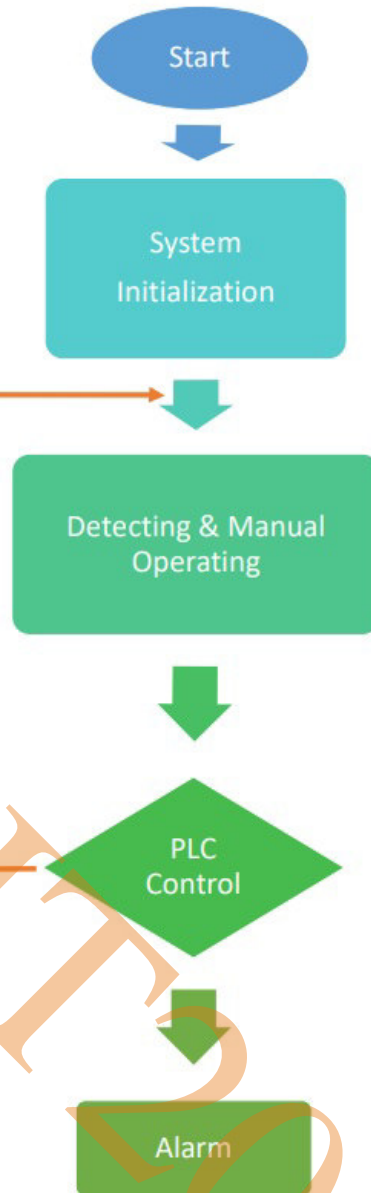 Start
System
Initialization
Detecting & Manual
Operating
PLC
Control
Alarm